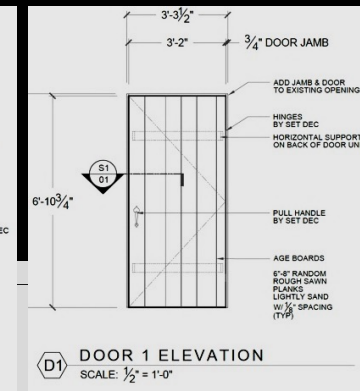 3'-3½"
3'-2"
¾" DOOR JAMB
ADD JAMB & DOOR
TO EXISTING OPENING
HINGES
BY SET DEC
HORIZONTAL SUPPORT
ON BACK OF DOOR UN
S1
01
6'-10¾"
EC
PULL HANDLE
BY SET DEC
AGE BOARDS
6"-8" RANDOM
ROUGH SAWN
PLANKS
LIGHTLY SAND
W/ ⅛" SPACING
(TYP)
D1
DOOR 1 ELEVATION
SCALE: ½" = 1'-0"